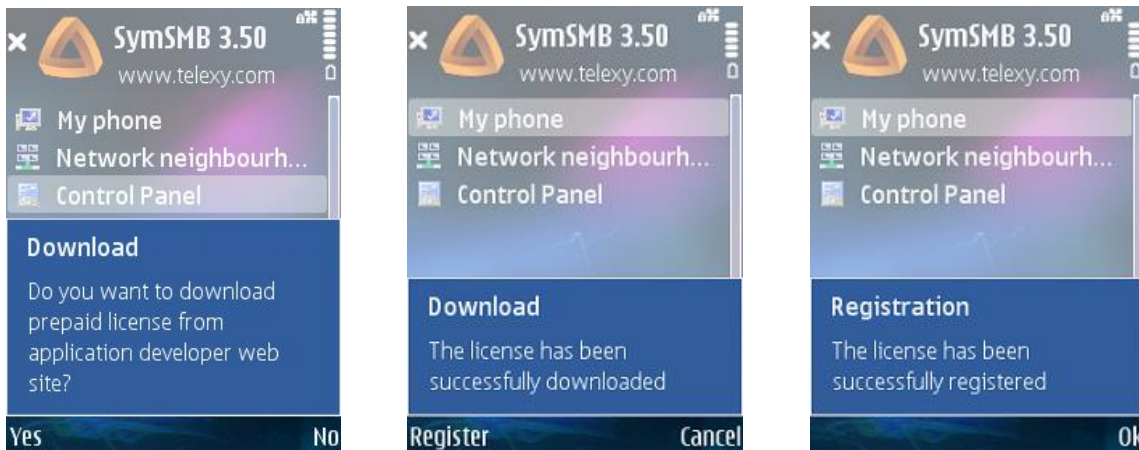 SymSMB 3.50
www.telexy.com
My phone
Network neighbourh...
Control Panel
Download
Do you want to download
prepaid license from
application developer web
site?
Yes No
SymSMB 3.50
www.telexy.com
My phone
Network neighbourh...
Control Panel
Download
The license has been
successfully downloaded
Register Cancel
SymSMB 3.50
www.telexy.com
My phone
Network neighbourh...
Control Panel
Registration
The license has been
successfully registered
Ok